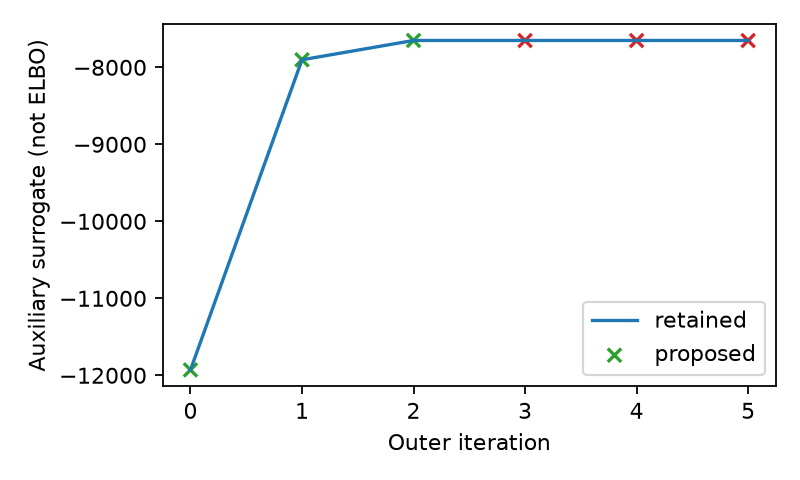 Auxiliary surrogate (not ELBO)
−8000
−9000
−10000
−11000
−12000
retained
proposed
0 1 2 3 4 5
Outer iteration